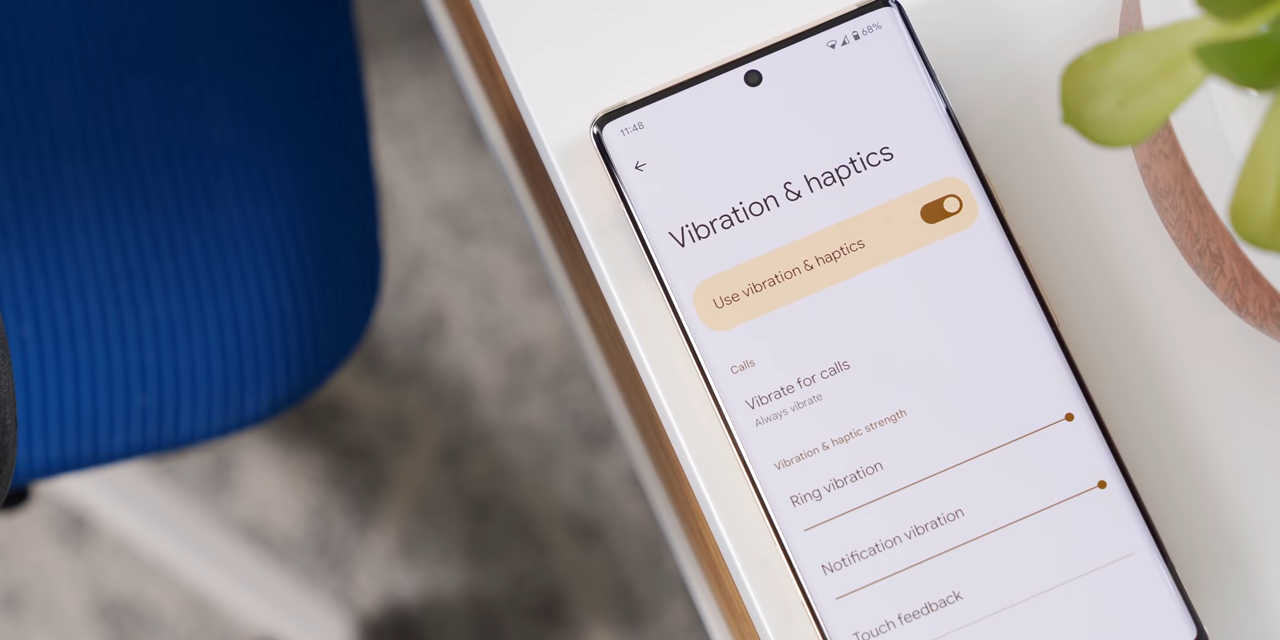 11:48
68%
Vibration & haptics
Use vibration & haptics
Calls
Vibrate for calls
Always vibrate
Vibration & haptic strength
Ring vibration
Notification vibration
Touch feedback